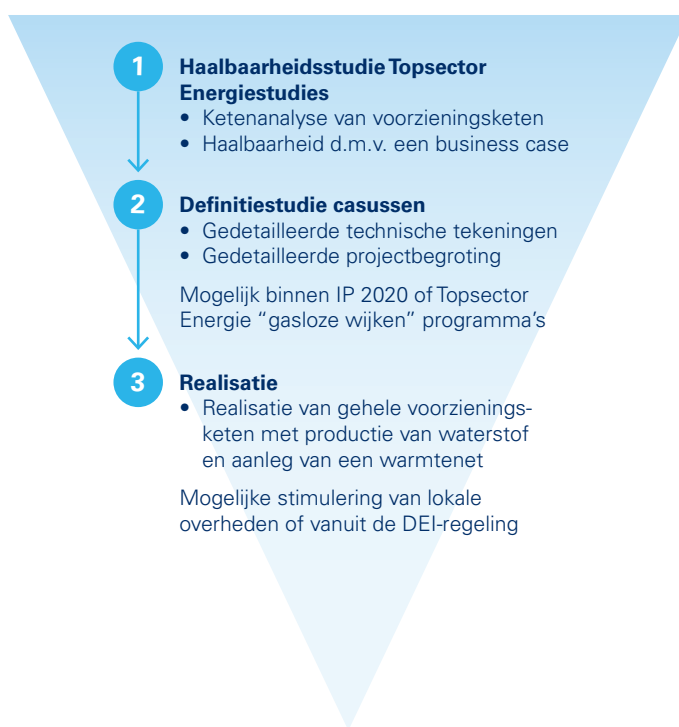 1
Haalbaarheidsstudie Topsector
Energiestudies
• Ketenanalyse van voorzieningsketen
• Haalbaarheid d.m.v. een business case
2
Definitiestudie casussen
• Gedetailleerde technische tekeningen
• Gedetailleerde projectbegroting
Mogelijk binnen IP 2020 of Topsector
Energie “gasloze wijken” programma’s
3
Realisatie
• Realisatie van gehele voorzienings-
ketens met productie van waterstof
en aanleg van een warmtenet
Mogelijke stimulering van lokale
overheden of vanuit de DEI-regeling